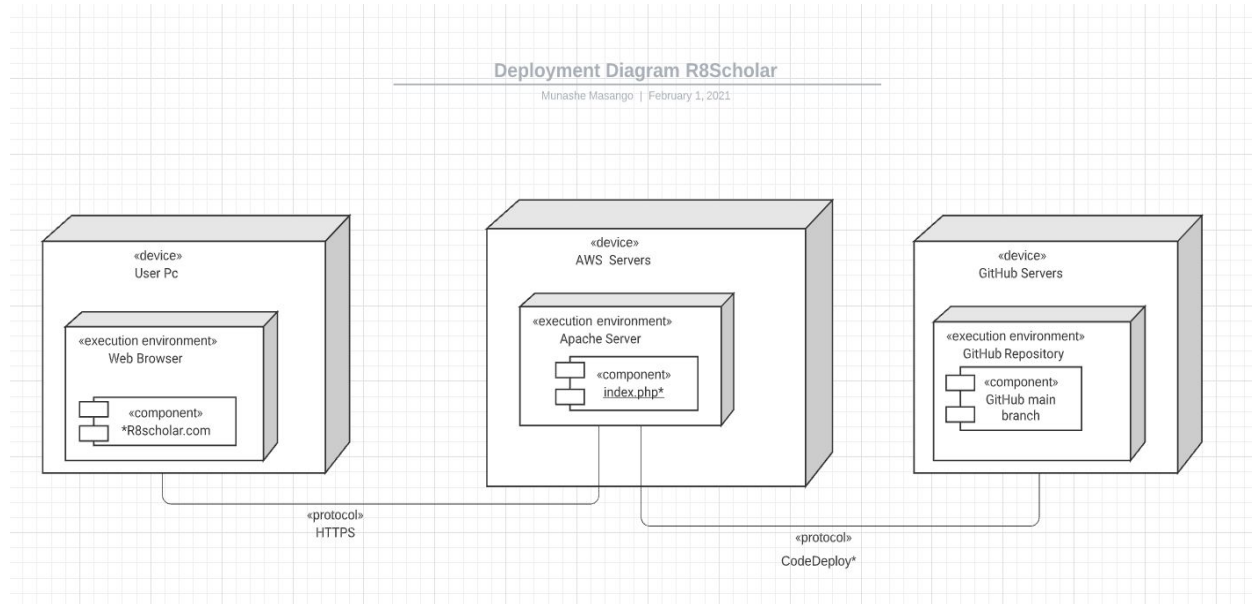 Deployment Diagram R8Scholar
Munashe Masango | February 1, 2021
«device»
User Pc
«execution environment»
Web Browser
«component»
*R8scholar.com
«device»
AWS Servers
«execution environment»
Apache Server
«component»
index.php*
«device»
GitHub Servers
«execution environment»
GitHub Repository
«component»
GitHub main
branch
«protocol»
HTTPS
«protocol»
CodeDeploy*